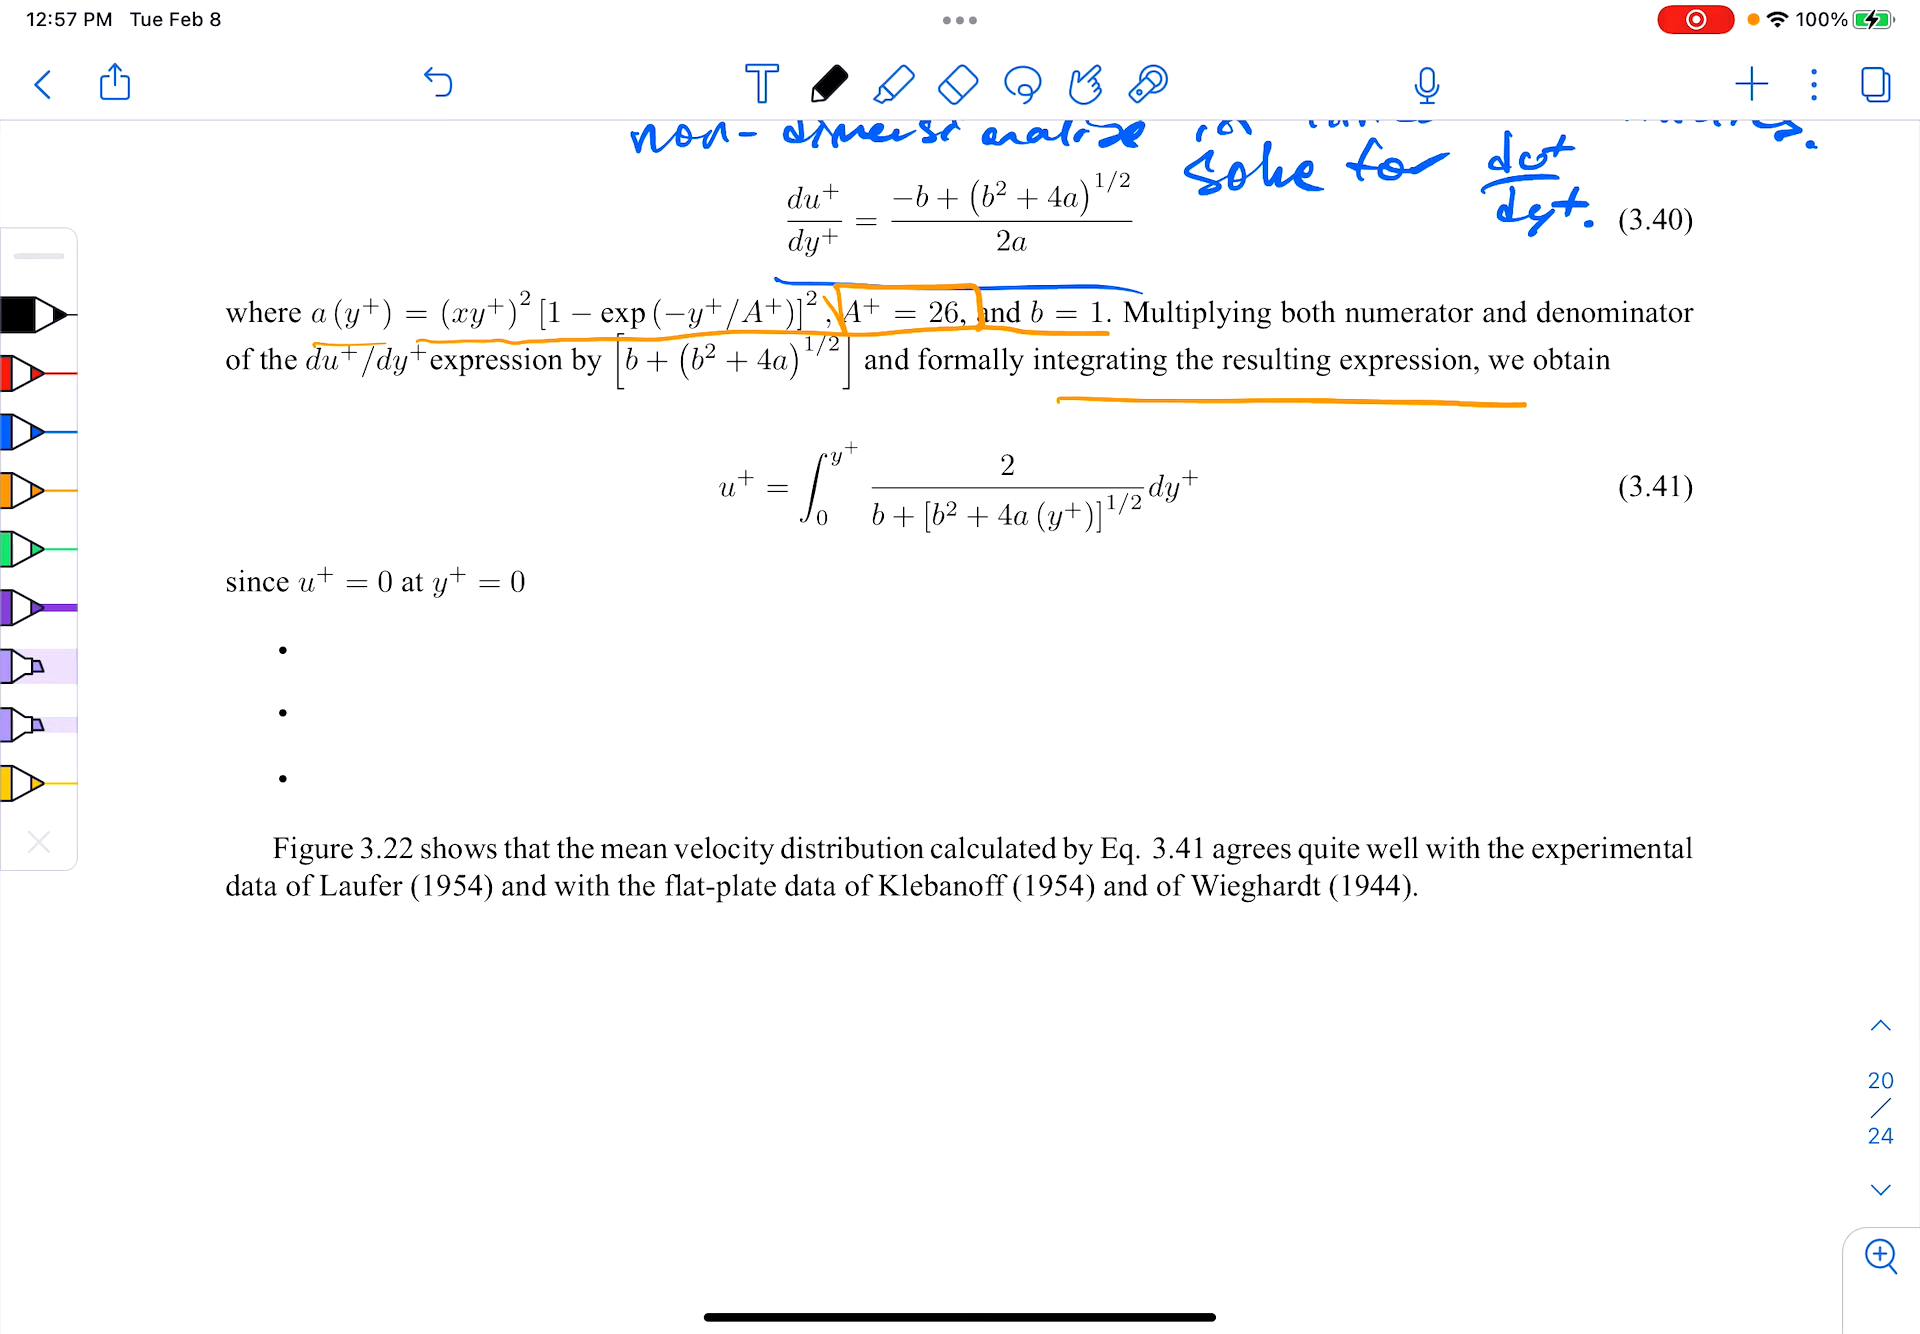 12:57 PM Tue Feb 8
100%
non-dimensionalize
solve for du+/dy+.
du+/dy+ = (−b + (b² + 4a)^1/2) / 2a (3.40)
where a (y+) = (xy+)² [1 − exp (−y+/A+)]², A+ = 26, and b = 1. Multiplying both numerator and denominator
of the du+/dy+ expression by [b + (b² + 4a)^1/2] and formally integrating the resulting expression, we obtain
u+ = ∫₀^y+ 2 / (b + [b² + 4a (y+)]^1/2) dy+ (3.41)
since u+ = 0 at y+ = 0
•
•
•
Figure 3.22 shows that the mean velocity distribution calculated by Eq. 3.41 agrees quite well with the experimental
data of Laufer (1954) and with the flat-plate data of Klebanoff (1954) and of Wieghardt (1944).
20
/
24